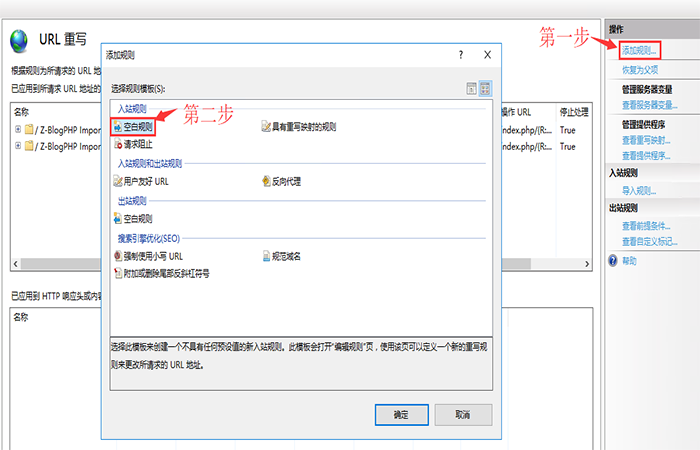 URL 重写
根据规则为所请求的 URL 地
已应用到所请求 URL 地址的
名称
操作 URL
停止处理
/ Z-BlogPHP Impor
index.php/{R:...
True
/ Z-BlogPHP Impor
index.php/{R:...
True
已应用到 HTTP 响应头或内容
名称
添加规则
?
选择规则模板(S):
入站规则
空白规则
具有重写映射的规则
请求阻止
入站规则和出站规则
用户友好 URL
反向代理
出站规则
空白规则
搜索引擎优化(SEO)
强制使用小写 URL
规范域名
附加或删除尾部反斜杠符号
选择此模板来创建一个不具有任何预设值的新入站规则。此模板会打开"编辑规则"页，使用该页可以定义一个新的重写规
则来更改所请求的 URL 地址。
确定
取消
第一步
第二步
操作
添加规则...
恢复为父项
管理服务器变量
查看服务器变量...
管理提供程序
查看重写映射...
查看提供程序...
入站规则
导入规则...
出站规则
查看前提条件...
查看自定义标记...
帮助